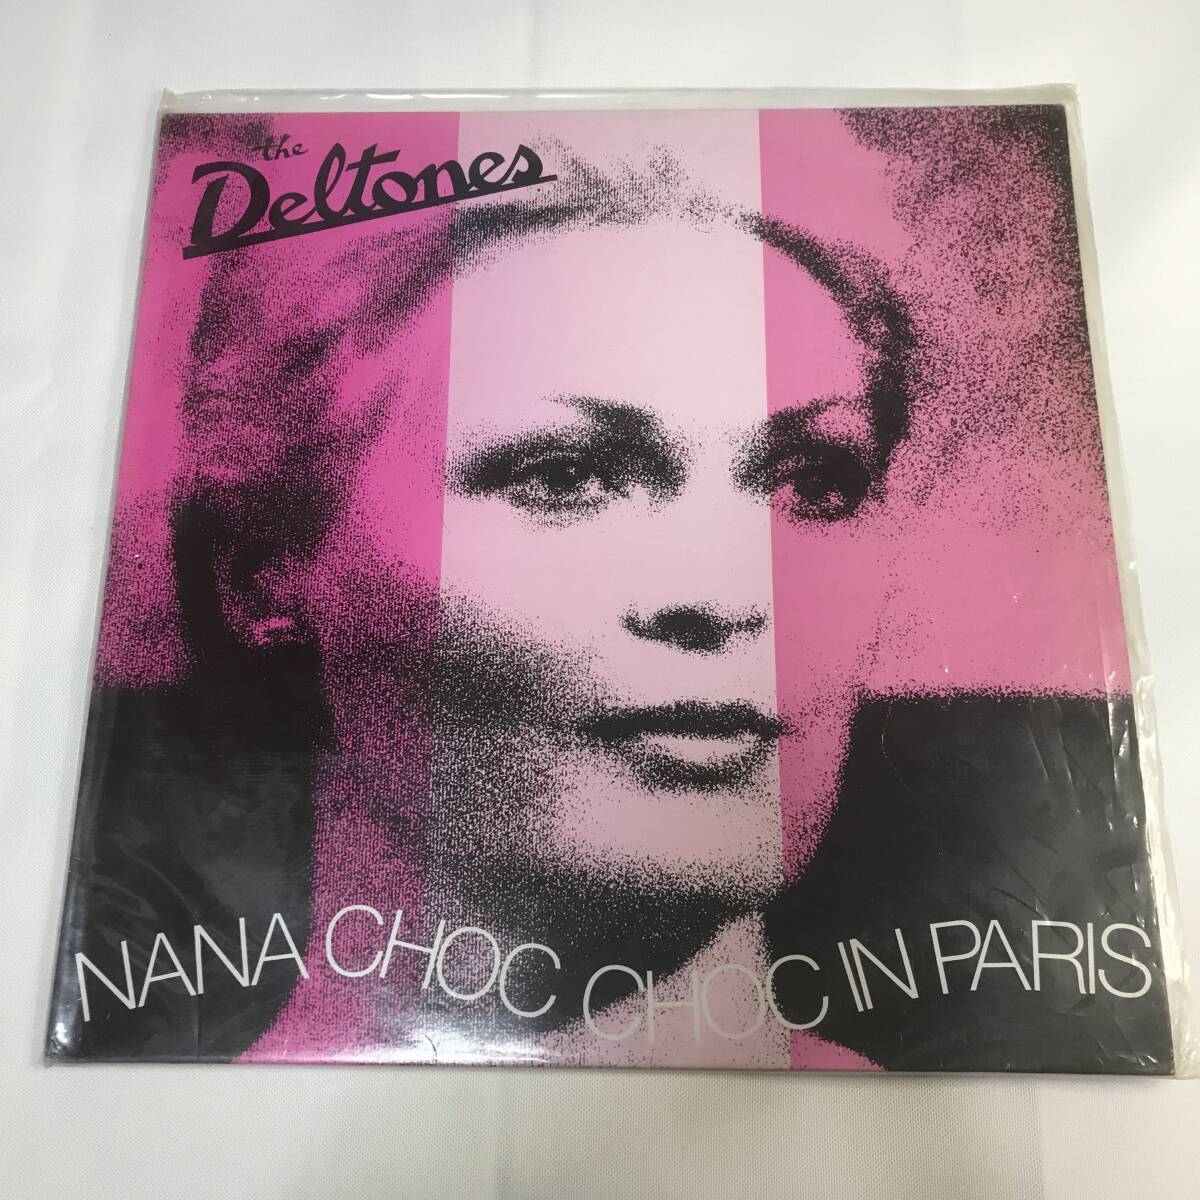 the
Deltones
NANA CHOC CHOC IN PARIS